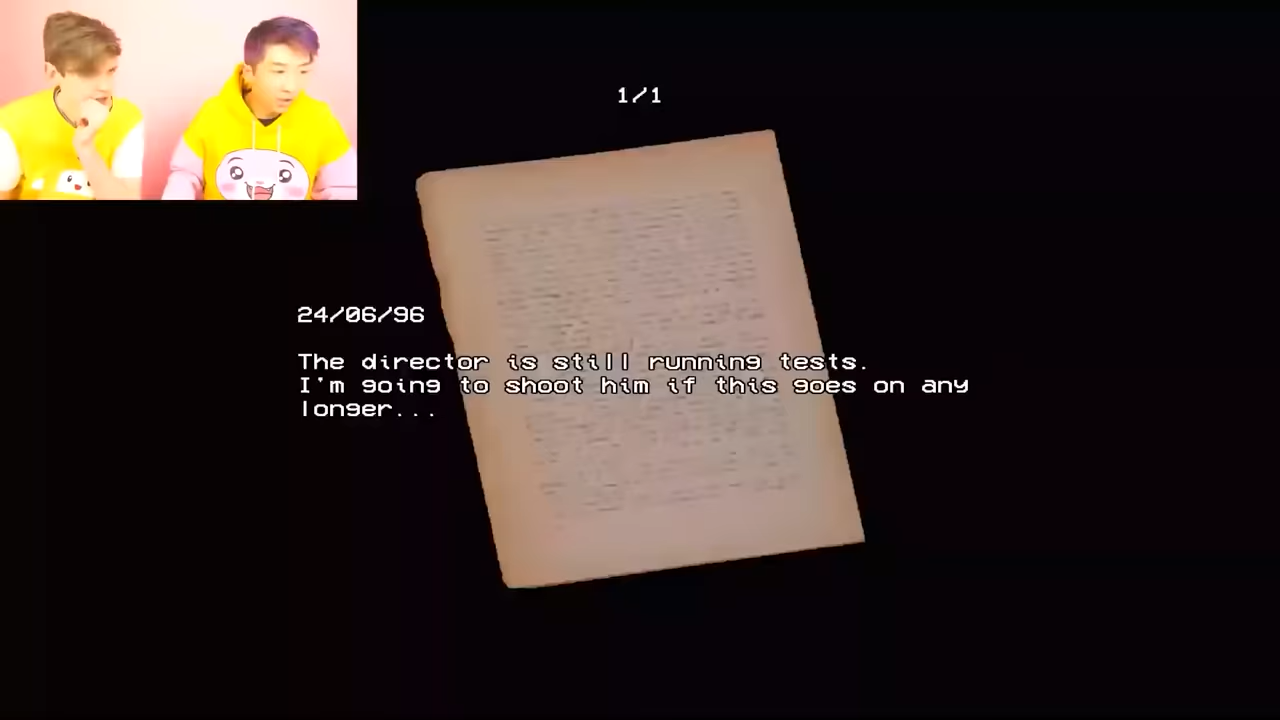 1/1
24/06/96
The director is still running tests.
I'm going to shoot him if this goes on any
longer...